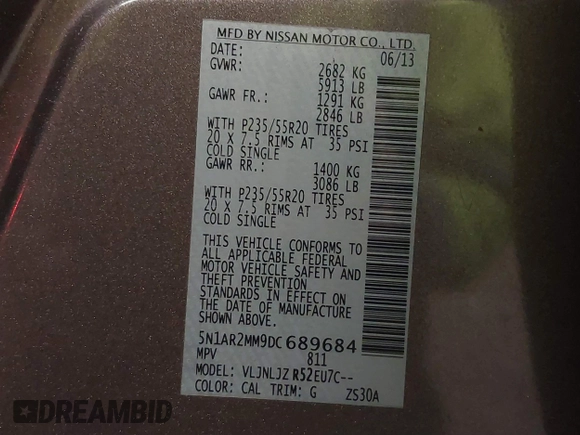 MFD BY NISSAN MOTOR CO., LTD.
DATE: 06/13
GVWR: 2682 KG
5913 LB
GAWR FR.: 1291 KG
2846 LB
WITH P235/55R20 TIRES
20 X 7.5 RIMS AT 35 PSI
COLD SINGLE
GAWR RR.: 1400 KG
3086 LB
WITH P235/55R20 TIRES
20 X 7.5 RIMS AT 35 PSI
COLD SINGLE
THIS VEHICLE CONFORMS TO
ALL APPLICABLE FEDERAL
MOTOR VEHICLE SAFETY AND
THEFT PREVENTION
STANDARDS IN EFFECT ON
THE DATE OF MANUFACTURE
SHOWN ABOVE.
5N1AR2MM9DC689684
MPV 811
MODEL: VLJNLJZ R52EU7C--
COLOR: CAL TRIM: G ZS30A
DREAMBID